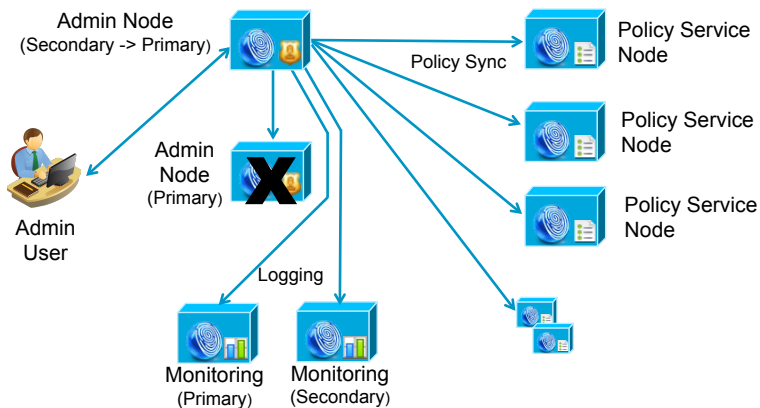 Admin Node
(Secondary -> Primary)
Policy Sync
Policy Service
Node
Policy Service
Node
Policy Service
Node
Admin
Node
(Primary)
X
Admin
User
Logging
Monitoring
(Primary)
Monitoring
(Secondary)